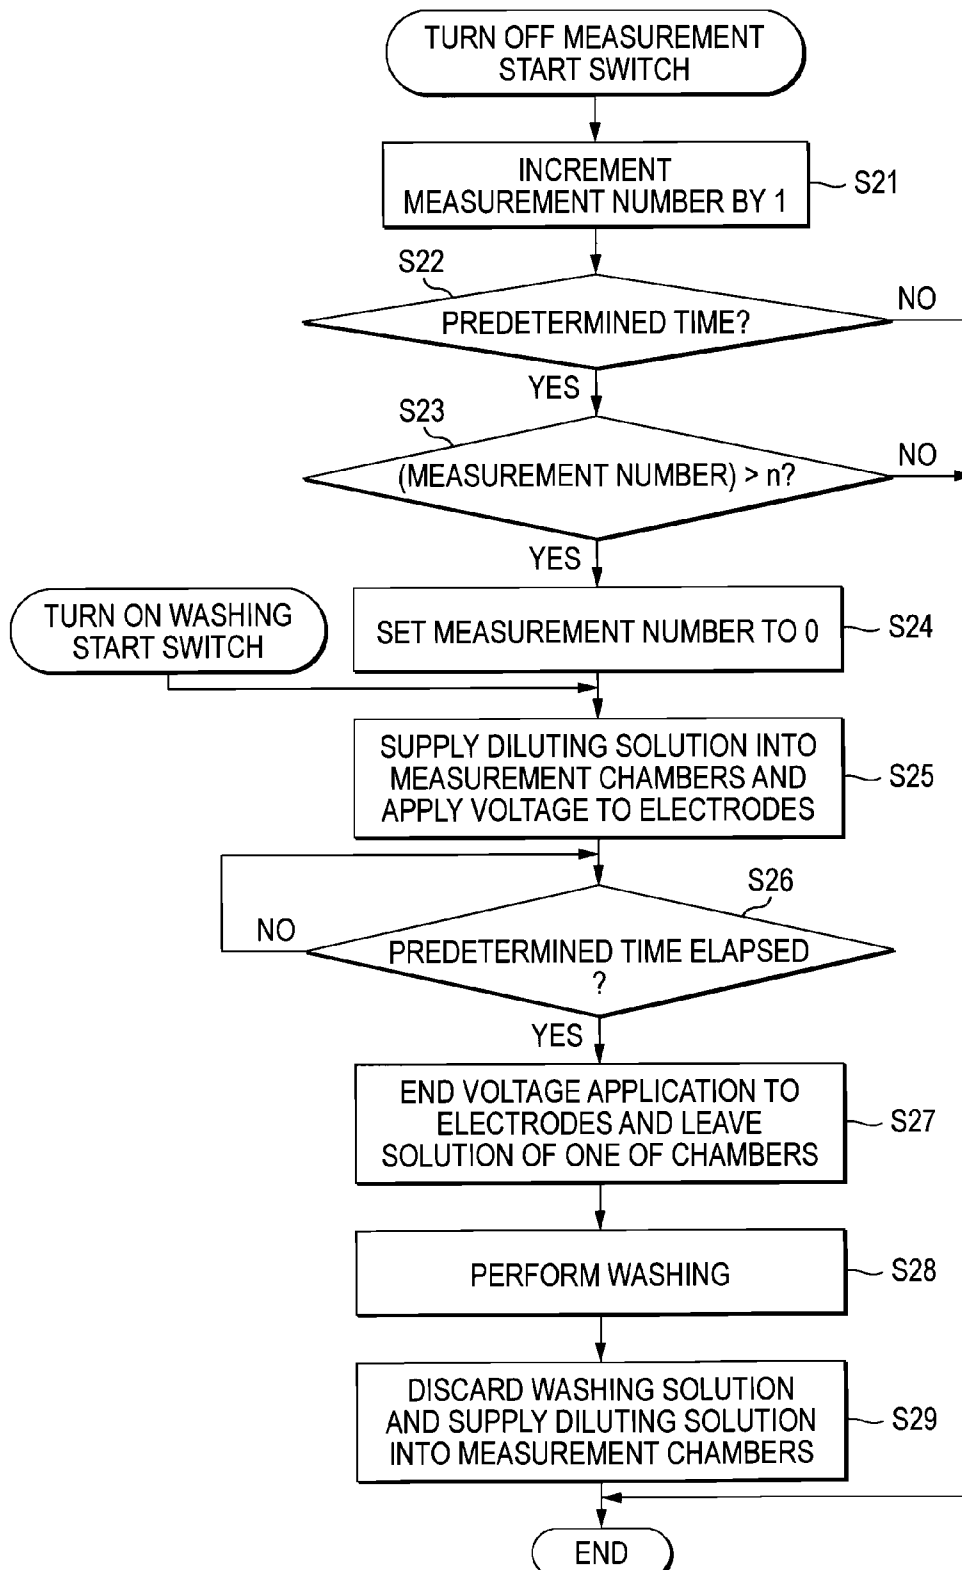 TURN OFF MEASUREMENT
START SWITCH
INCREMENT
MEASUREMENT NUMBER BY 1
S21
S22
PREDETERMINED TIME?
NO
YES
S23
(MEASUREMENT NUMBER) > n?
NO
YES
TURN ON WASHING
START SWITCH
SET MEASUREMENT NUMBER TO 0
S24
SUPPLY DILUTING SOLUTION INTO
MEASUREMENT CHAMBERS AND
APPLY VOLTAGE TO ELECTRODES
S25
S26
NO
PREDETERMINED TIME ELAPSED
?
YES
END VOLTAGE APPLICATION TO
ELECTRODES AND LEAVE
SOLUTION OF ONE OF CHAMBERS
S27
PERFORM WASHING
S28
DISCARD WASHING SOLUTION
AND SUPPLY DILUTING SOLUTION
INTO MEASUREMENT CHAMBERS
S29
END